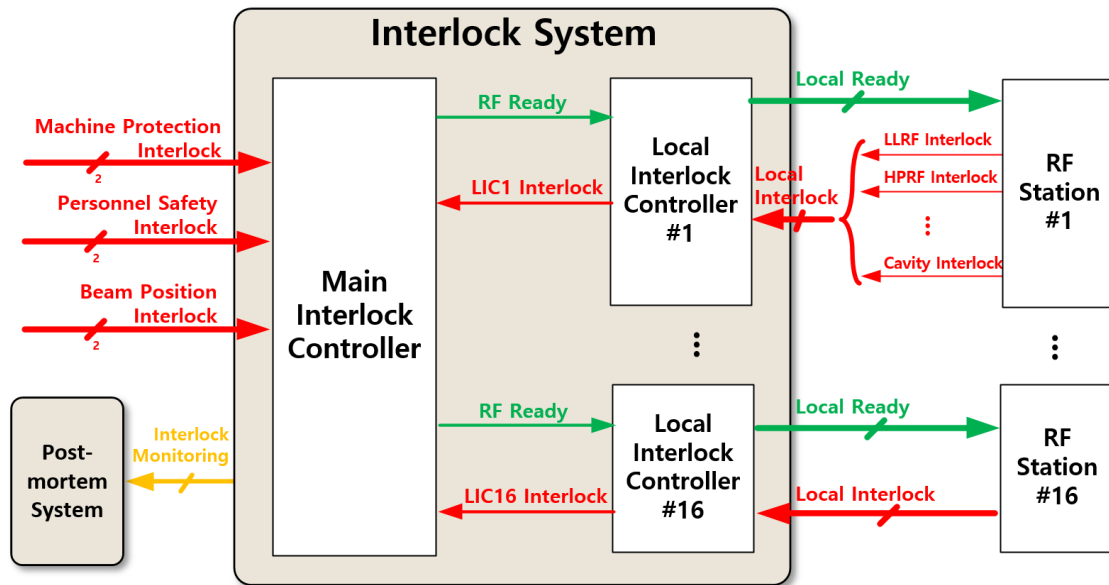 Interlock System
Machine Protection
Interlock
2
Personnel Safety
Interlock
2
Beam Position
Interlock
2
Main
Interlock
Controller
RF Ready
LIC1 Interlock
Local
Interlock
Controller
#1
Local Ready
Local
Interlock
LLRF Interlock
HPRF Interlock
...
Cavity Interlock
RF
Station
#1
...
...
Post-
mortem
System
Interlock
Monitoring
RF Ready
LIC16 Interlock
Local
Interlock
Controller
#16
Local Ready
Local Interlock
RF
Station
#16